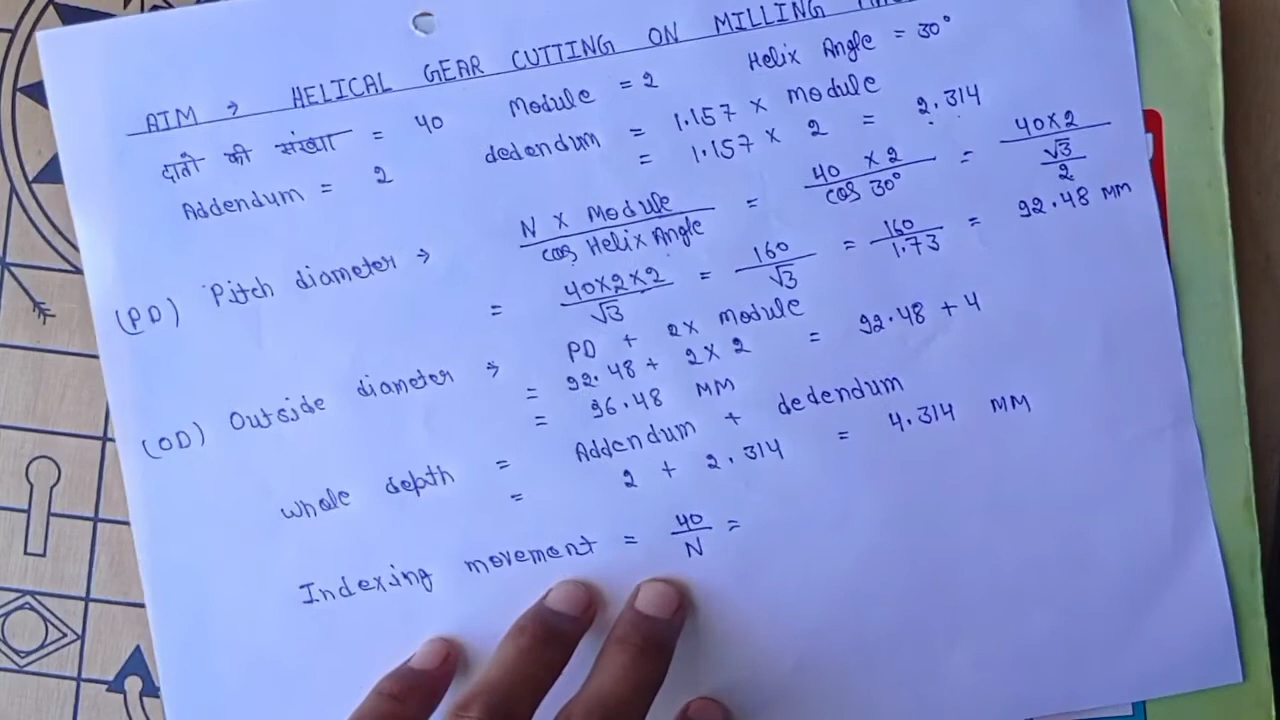 AIM → HELICAL GEAR CUTTING ON MILLING
दातो की संख्या = 40 Module = 2 Helix Angle = 30°
Addendum = 2 dedendum = 1.157 × module
= 1.157 × 2 = 2.314
(PD) Pitch diameter → N × Module / cos Helix Angle = 40 × 2 / cos 30° = 40×2 / √3/2
= 40×2×2 / √3 = 160 / √3 = 160 / 1.73 = 92.48 MM
(OD) Outside diameter → PD + 2× Module
= 92.48 + 2×2 = 92.48 + 4
= 96.48 MM
Whole depth = Addendum + dedendum
= 2 + 2.314 = 4.314 MM
Indexing movement = 40 / N =